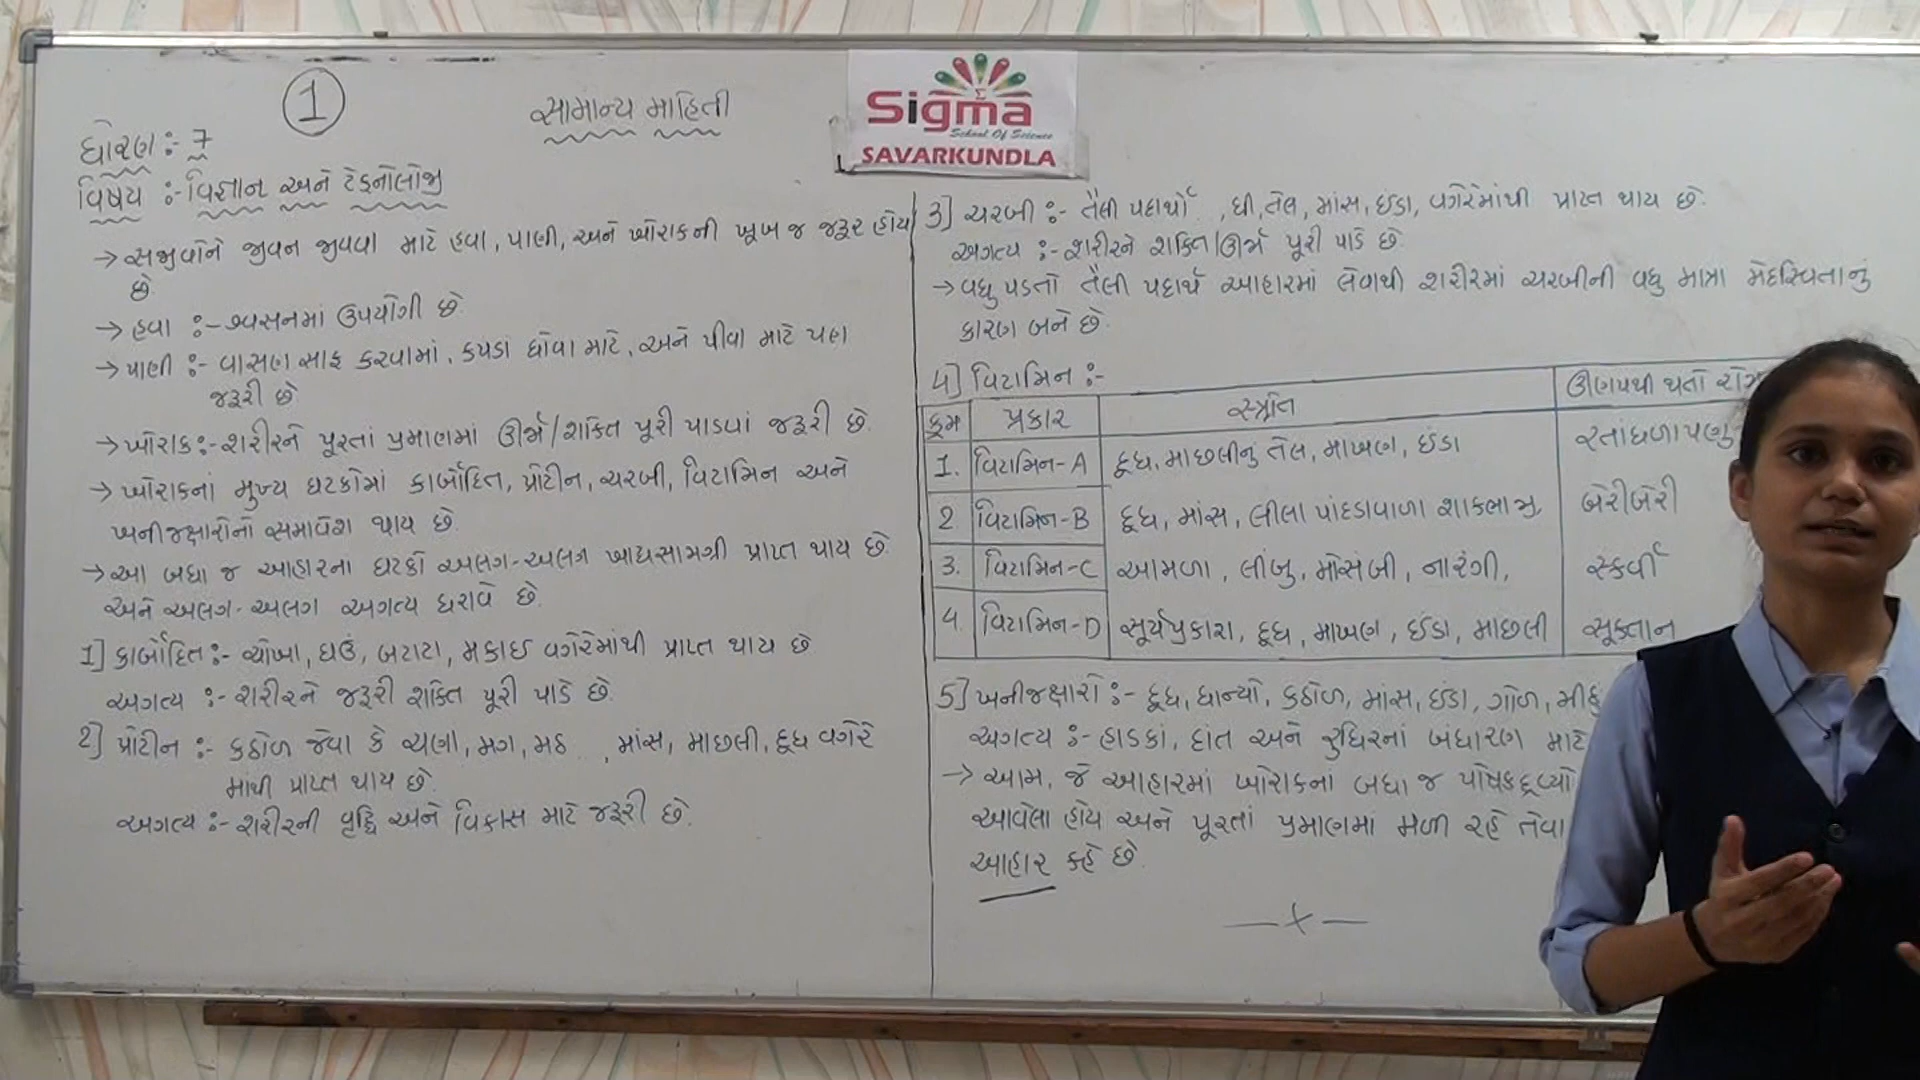 1
સામાન્ય માહિતી
Sigma
School Of Science
SAVARKUNDLA
ધોરણ :- 7
વિષય :- વિજ્ઞાન અને ટેકનોલોજી
→ સજીવોને જીવન જીવવા માટે હવા, પાણી, અને ખોરાકની ખૂબ જ જરૂર હોય
છે.
→ હવા :- શ્વસનમાં ઉપયોગી છે.
→ પાણી :- વાસણ સાફ કરવામાં, કપડાં ધોવા માટે, અને પીવા માટે પણ
જરૂરી છે
→ ખોરાક :- શરીરને પૂરતાં પ્રમાણમાં ઊર્જા/શક્તિ પૂરી પાડવાં જરૂરી છે.
→ ખોરાકનાં મુખ્ય ઘટકોમાં કાર્બોદિત, પ્રોટીન, ચરબી, વિટામિન અને
ખનીજક્ષારોનો સમાવેશ થાય છે.
→ આ બધા જ આહારના ઘટકો અલગ-અલગ ખાદ્યસામગ્રી પ્રાપ્ત થાય છે
અને અલગ-અલગ અગત્ય ધરાવે છે.
1] કાર્બોદિત :- ચોખા, ઘઉં, બટાટા, મકાઈ વગેરેમાંથી પ્રાપ્ત થાય છે
અગત્ય :- શરીરને જરૂરી શક્તિ પૂરી પાડે છે.
2] પ્રોટીન :- કઠોળ જેવા કે ચણા, મગ, મઠ , માંસ, માછલી, દૂધ વગેરે
માંથી પ્રાપ્ત થાય છે.
અગત્ય :- શરીરની વૃદ્ધિ અને વિકાસ માટે જરૂરી છે.
3] ચરબી :- તૈલી પદાર્થો , ઘી, તેલ, માંસ, ઈંડા, વગેરેમાંથી પ્રાપ્ત થાય છે.
અગત્ય :- શરીરને શક્તિ/ઊર્જા પૂરી પાડે છે.
→ વધુ પડતો તૈલી પદાર્થ આહારમાં લેવાથી શરીરમાં ચરબીની વધુ માત્રા મેદસ્વિતાનું
કારણ બને છે.
4] વિટામિન :-
ક્રમ પ્રકાર સ્ત્રોત ઊણપથી થતો
1. વિટામિન-A દૂધ, માછલીનું તેલ, માખણ, ઈંડા રતાંધળાપણુ
2 વિટામિન-B દૂધ, માંસ, લીલા પાંદડાવાળા શાકભાજી, બેરીબેરી
3. વિટામિન-C આમળા, લીંબુ, મોસંબી, નારંગી, સ્કર્વી
4 વિટામિન-D સૂર્યપ્રકાશ, દૂધ, માખણ, ઈંડા, માછલી સૂકતાન
5] ખનીજક્ષારો :- દૂધ, ધાન્યો, કઠોળ, માંસ, ઈંડા, ગોળ, મીઠું
અગત્ય :- હાડકાં, દાંત અને રુધિરનાં બંધારણ માટે
→ આમ, જે આહારમાં ખોરાકનાં બધા જ પોષકદ્રવ્યો
આવેલા હોય અને પૂરતાં પ્રમાણમાં મળી રહે તેવા
આહાર કહે છે.